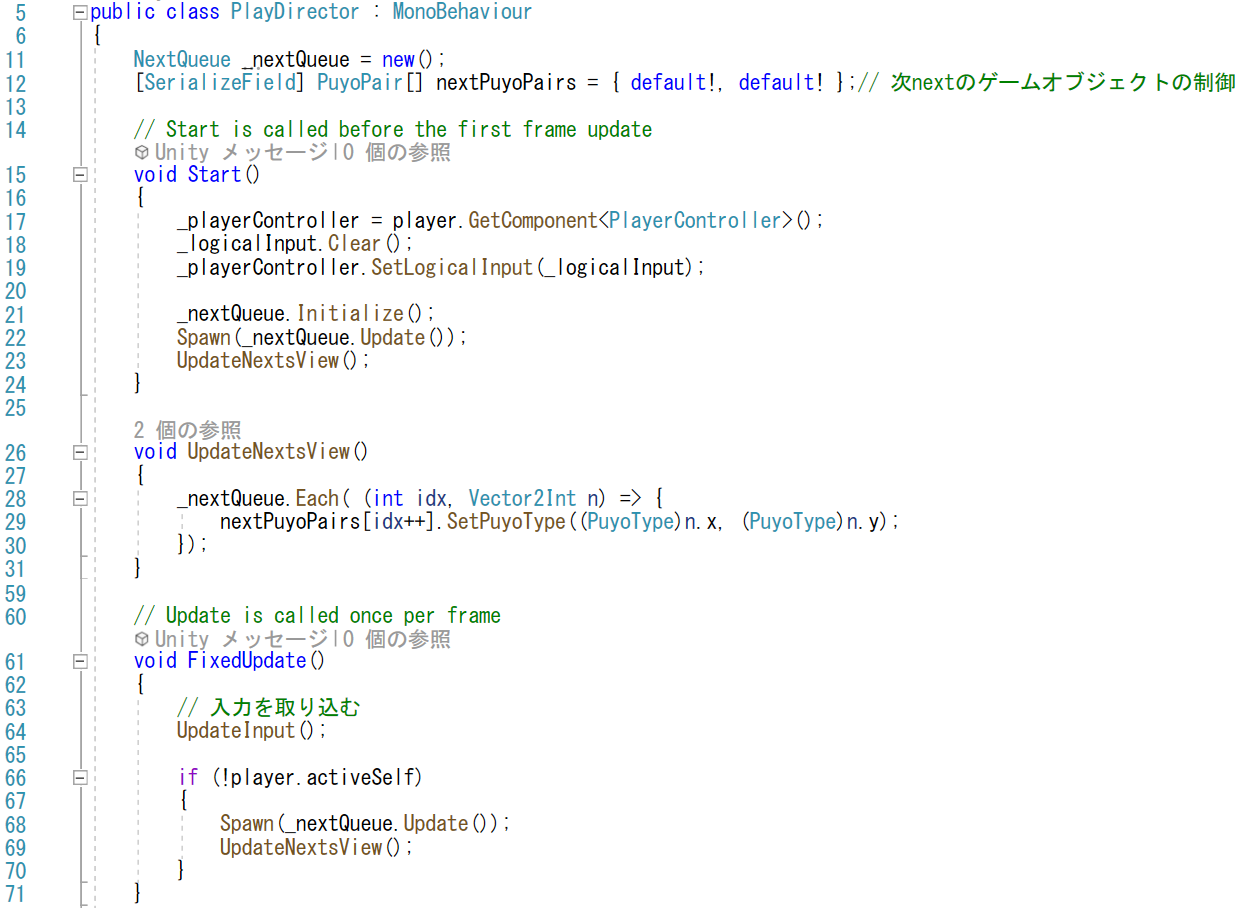 5 public class PlayDirector : MonoBehaviour
6 {
11 NextQueue _nextQueue = new();
12 [SerializeField] PuyoPair[] nextPuyoPairs = { default!, default! };// 次nextのゲームオブジェクトの制御
13
14 // Start is called before the first frame update
Unity メッセージ|0 個の参照
15 void Start()
16 {
17 _playerController = player.GetComponent<PlayerController>();
18 _logicalInput.Clear();
19 _playerController.SetLogicalInput(_logicalInput);
20
21 _nextQueue.Initialize();
22 Spawn(_nextQueue.Update());
23 UpdateNextsView();
24 }
25
2 個の参照
26 void UpdateNextsView()
27 {
28 _nextQueue.Each( (int idx, Vector2Int n) => {
29 nextPuyoPairs[idx++].SetPuyoType((PuyoType)n.x, (PuyoType)n.y);
30 });
31 }
59
60 // Update is called once per frame
Unity メッセージ|0 個の参照
61 void FixedUpdate()
62 {
63 // 入力を取り込む
64 UpdateInput();
65
66 if (!player.activeSelf)
67 {
68 Spawn(_nextQueue.Update());
69 UpdateNextsView();
70 }
71 }